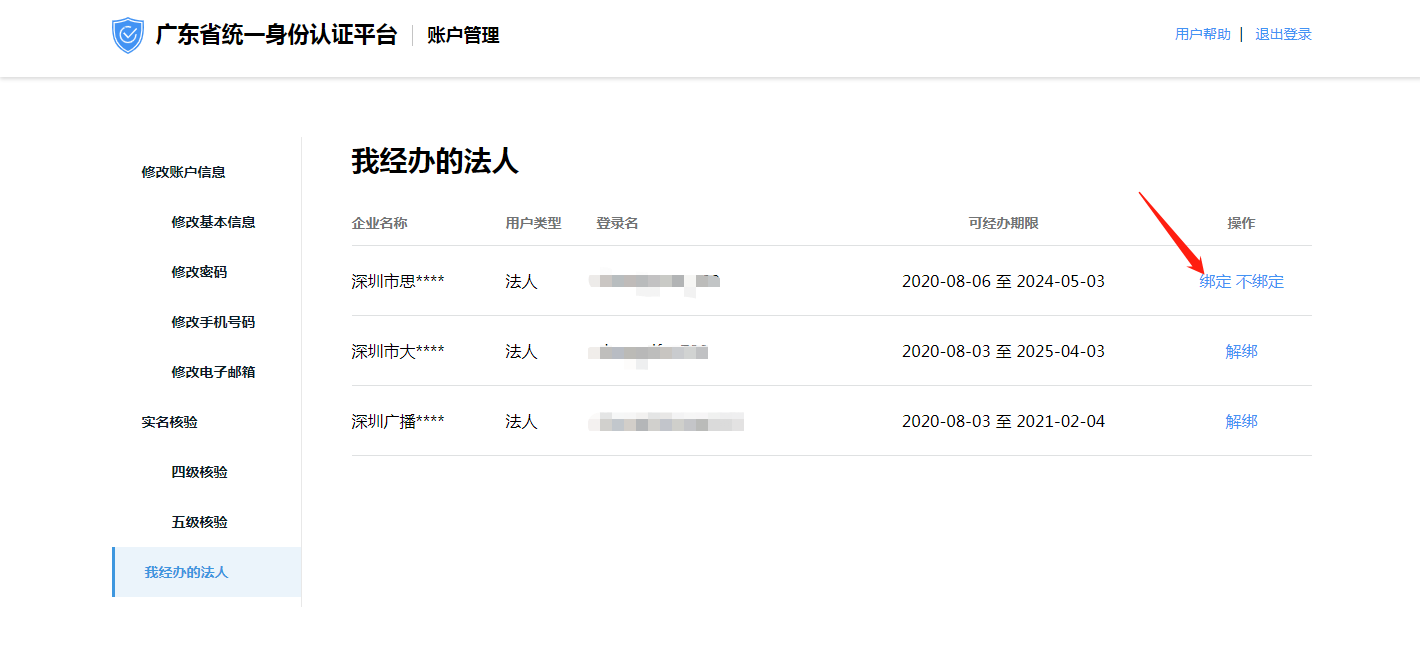 广东省统一身份认证平台 账户管理 用户帮助 | 退出登录
修改账户信息
修改基本信息
修改密码
修改手机号码
修改电子邮箱
实名核验
四级核验
五级核验
我经办的法人
我经办的法人
企业名称 用户类型 登录名 可经办期限 操作
深圳市思**** 法人 2020-08-06 至 2024-05-03 绑定 不绑定
深圳市大**** 法人 2020-08-03 至 2025-04-03 解绑
深圳广播**** 法人 2020-08-03 至 2021-02-04 解绑